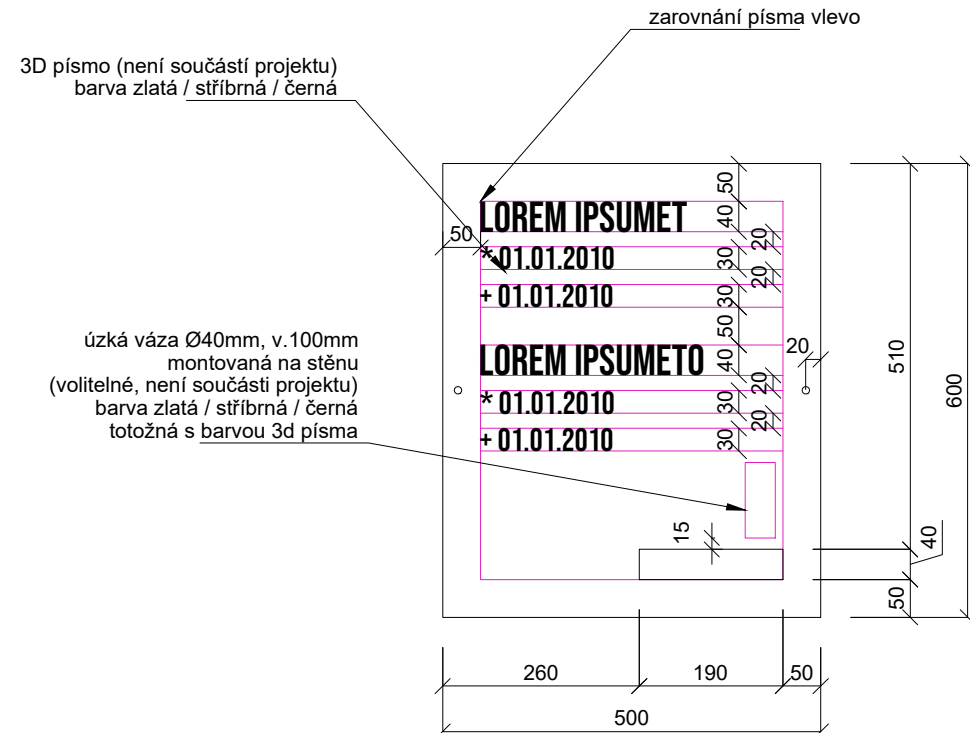 zarovnání písma vlevo
3D písmo (není součástí projektu)
barva zlatá / stříbrná / černá
50
LOREM IPSUMET
40
50
20
* 01.01.2010
30
20
+ 01.01.2010
30
50
úzká váza Ø40mm, v.100mm
montovaná na stěnu
(volitelné, není součásti projektu)
barva zlatá / stříbrná / černá
totožná s barvou 3d písma
LOREM IPSUMETO
40
20
20
* 01.01.2010
30
20
+ 01.01.2010
30
510
600
15
40
50
260
190
50
500